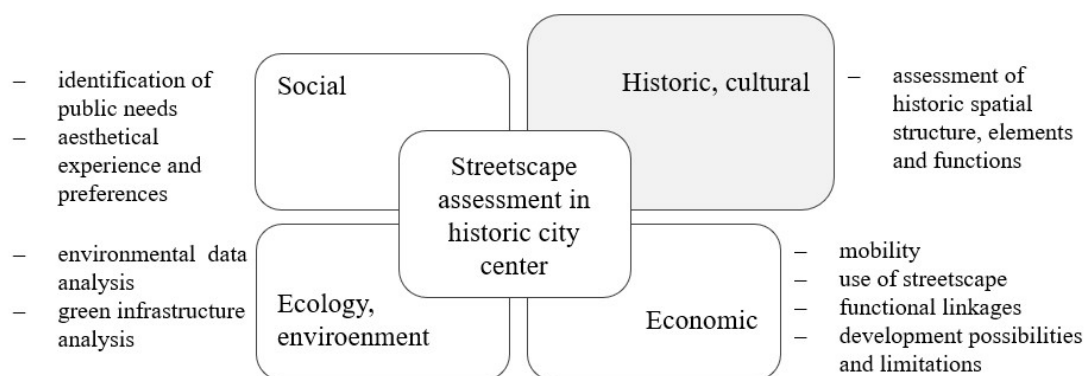 – identification of
public needs
– aesthetical
experience and
preferences
Social
Historic, cultural
– assessment of
historic spatial
structure, elements
and functions
Streetscape
assessment in
historic city
center
– environmental data
analysis
– green infrastructure
analysis
Ecology,
enviroenment
Economic
– mobility
– use of streetscape
– functional linkages
– development possibilities
and limitations